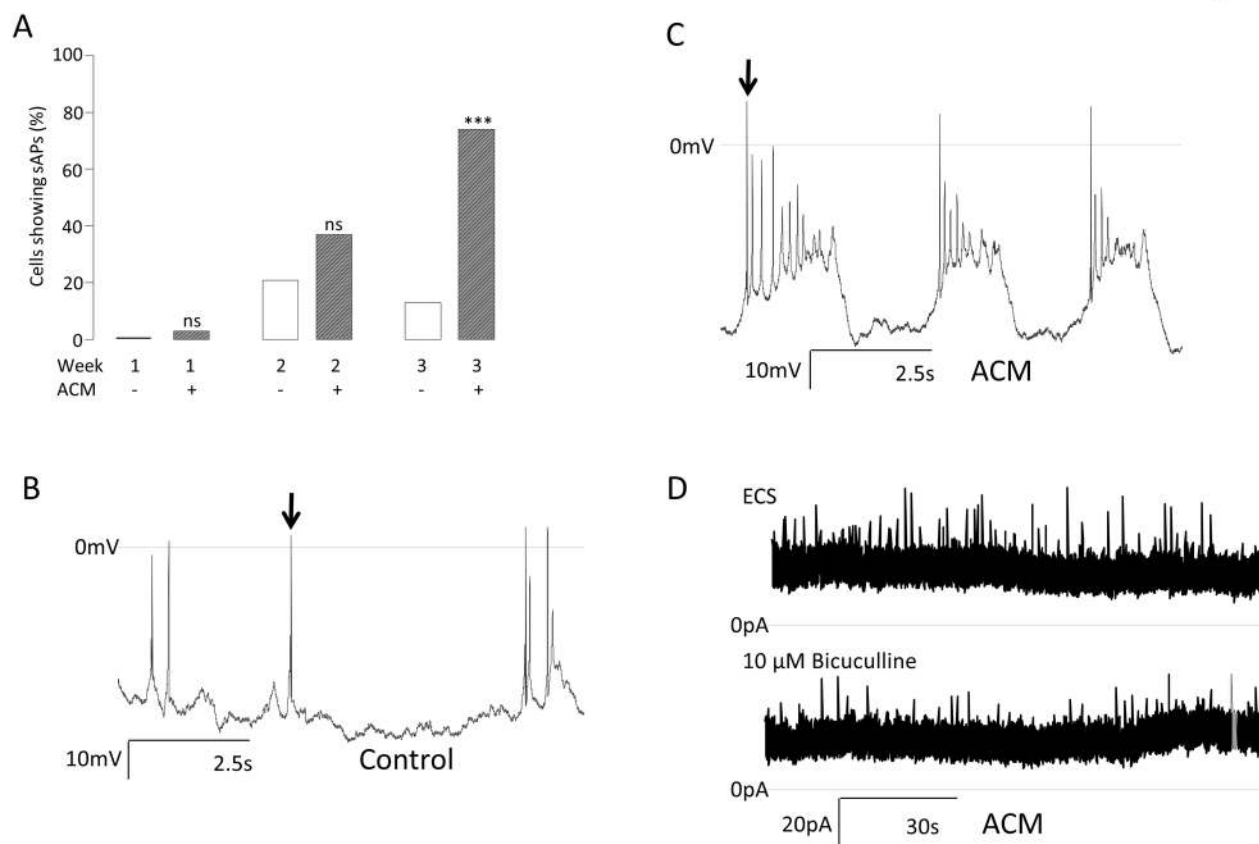 A
Cells showing sAPs (%)
100
80
60
40
20
0
ns
ns
***
Week 1 1 2 2 3 3
ACM - + - + - +
B
0mV
10mV 2.5s Control
C
0mV
10mV 2.5s ACM
D
ECS
0pA
10 µM Bicuculline
0pA
20pA 30s ACM